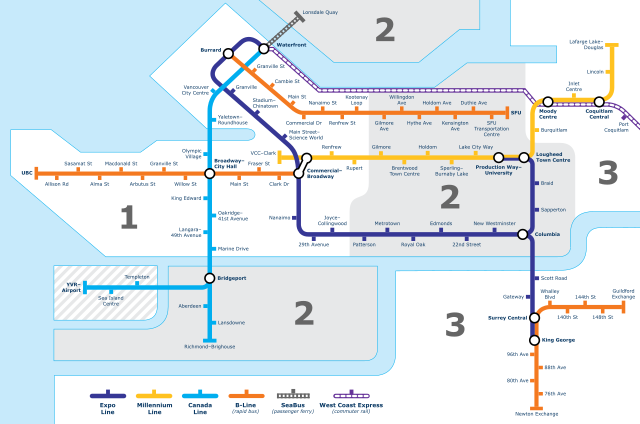 Lonsdale Quay
2
Lafarge Lake–
Douglas
Burrard
Waterfront
Granville St
Cambie St
Lincoln
Vancouver
City Centre
Granville
Main St
Nanaimo St
Kootenay
Loop
Willingdon
Ave
Holdom Ave
Duthie Ave
Inlet
Centre
Stadium–
Chinatown
SFU
Moody
Centre
Coquitlam
Central
Yaletown–
Roundhouse
Commercial Dr
Renfrew St
Gilmore
Ave
Hythe Ave
Kensington
Ave
SFU
Transportation
Centre
Port
Coquitlam
Main Street–
Science World
Burquitlam
Olympic
Village
VCC–Clark
Renfrew
Gilmore
Holdom
Lake City Way
Lougheed
Town Centre
Sasamat St
Macdonald St
Granville St
Broadway–
City Hall
Fraser St
Commercial–
Broadway
Rupert
Brentwood
Town Centre
Sperling–
Burnaby Lake
Production Way–
University
UBC
Allison Rd
Alma St
Arbutus St
Willow St
Main St
Clark Dr
3
Braid
2
King Edward
1
Oakridge–
41st Avenue
Nanaimo
Joyce–
Collingwood
Metrotown
Edmonds
New Westminster
Sapperton
Langara–
49th Avenue
Columbia
29th Avenue
Patterson
Royal Oak
22nd Street
Marine Drive
YVR–
Airport
Templeton
Bridgeport
Scott Road
Sea Island
Centre
Gateway
Whalley
Blvd
144th St
Guildford
Exchange
Aberdeen
2
3
Surrey Central
140th St
148th St
Lansdowne
King George
Richmond–Brighouse
96th Ave
88th Ave
80th Ave
76th Ave
Newton Exchange
Expo
Line
Millennium
Line
Canada
Line
B–Line
(rapid bus)
SeaBus
(passenger ferry)
West Coast Express
(commuter rail)